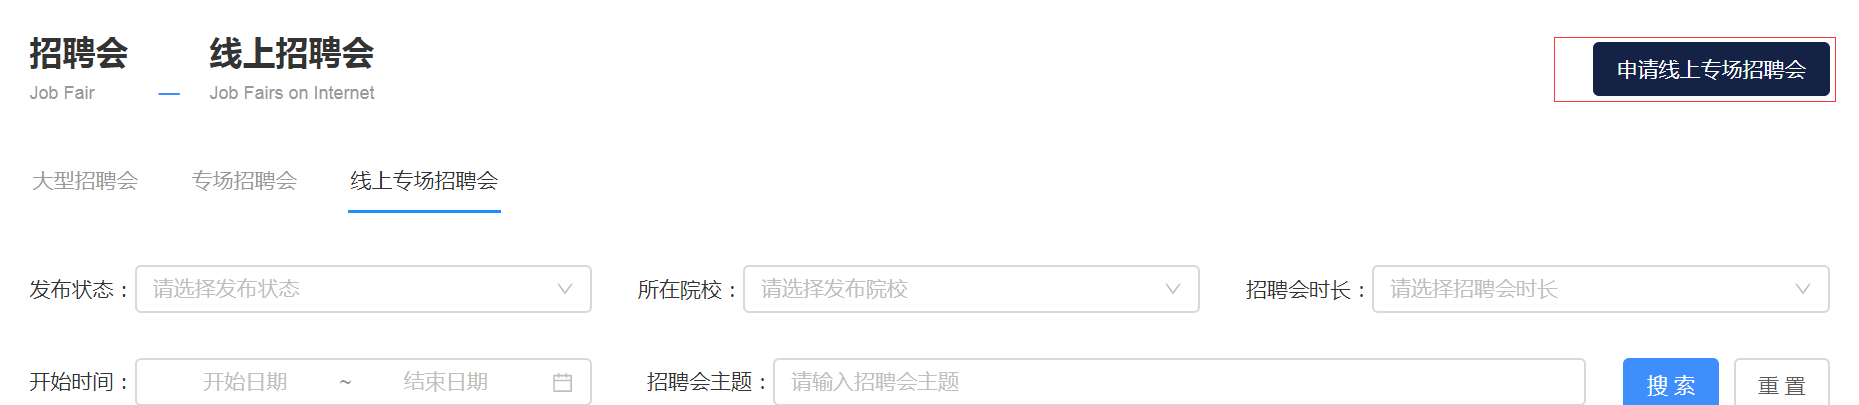 招聘会 — 线上招聘会
Job Fair Job Fairs on Internet
申请线上专场招聘会
大型招聘会 专场招聘会 线上专场招聘会
发布状态： 请选择发布状态 所在院校： 请选择发布院校 招聘会时长： 请选择招聘会时长
开始时间： 开始日期 ~ 结束日期 招聘会主题： 请输入招聘会主题 搜 索 重 置